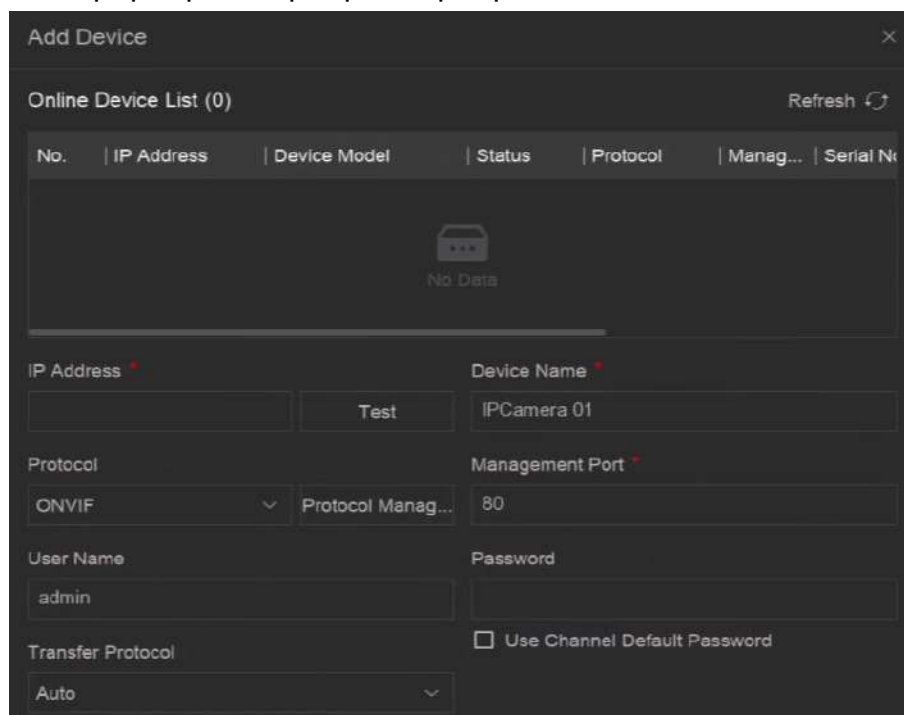 Add Device
Online Device List (0) Refresh
No. IP Address Device Model Status Protocol Manag... Serial No
No Data
IP Address * Device Name *
Test IPCamera 01
Protocol Management Port *
ONVIF Protocol Manag... 80
User Name Password
admin
Use Channel Default Password
Transfer Protocol
Auto